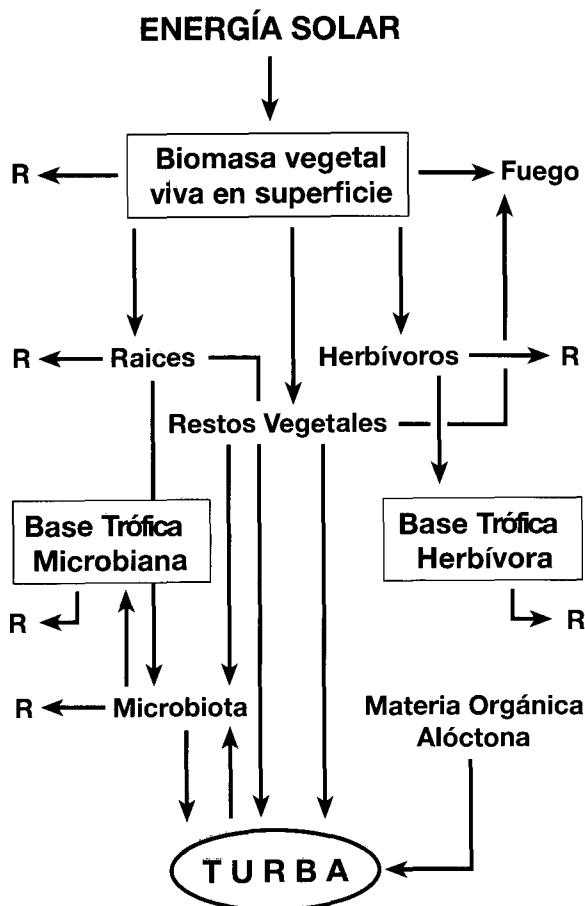 ENERGÍA SOLAR
Biomasa vegetal
viva en superficie
R
Fuego
R
Raices
Herbívoros
R
Restos Vegetales
Base Trófica
Microbiana
Base Trófica
Herbívora
R
R
R
Microbiota
Materia Orgánica
Alóctona
TURBA